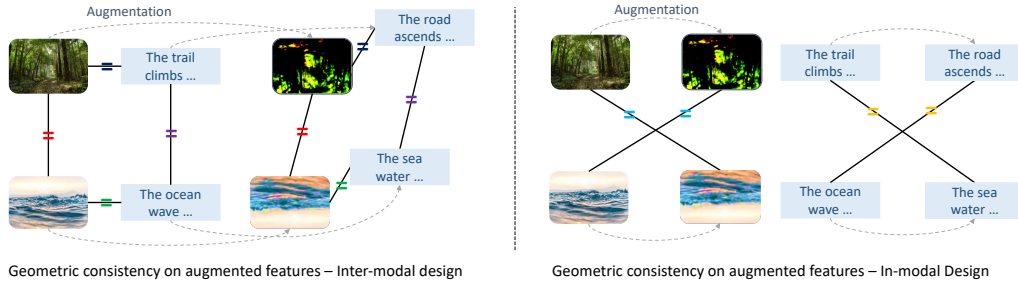 Augmentation
The trail
climbs ...
The road
ascends ...
The ocean
wave ...
The sea
water ...
Geometric consistency on augmented features – Inter-modal design
Augmentation
The trail
climbs ...
The road
ascends ...
The ocean
wave ...
The sea
water ...
Geometric consistency on augmented features – In-modal Design